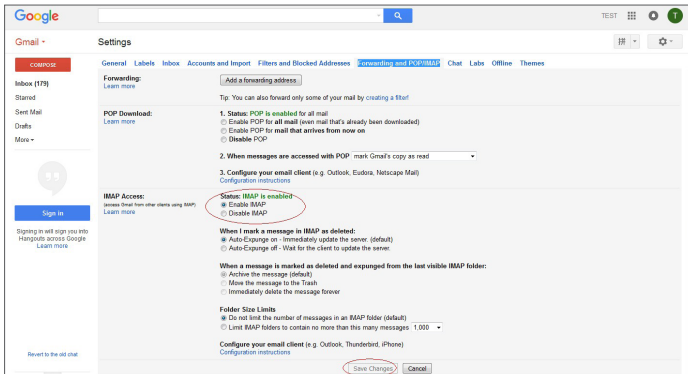 Google
TEST
T
Gmail
Settings
拼
COMPOSE
General Labels Inbox Accounts and Import Filters and Blocked Addresses Forwarding and POP/IMAP Chat Labs Offline Themes
Inbox (179)
Starred
Sent Mail
Drafts
More
Sign in
Signing in will sign you into
Hangouts across Google
Learn more
Revert to the old chat
Forwarding:
Learn more
Add a forwarding address
Tip: You can also forward only some of your mail by creating a filter!
POP Download:
Learn more
1. Status: POP is enabled for all mail
Enable POP for all mail (even mail that's already been downloaded)
Enable POP for mail that arrives from now on
Disable POP
2. When messages are accessed with POP mark Gmail's copy as read
3. Configure your email client (e.g. Outlook, Eudora, Netscape Mail)
Configuration instructions
IMAP Access:
(access Gmail from other clients using IMAP)
Learn more
Status: IMAP is enabled
Enable IMAP
Disable IMAP
When I mark a message in IMAP as deleted:
Auto-Expunge on - Immediately update the server. (default)
Auto-Expunge off - Wait for the client to update the server.
When a message is marked as deleted and expunged from the last visible IMAP folder:
Archive the message (default)
Move the message to the Trash
Immediately delete the message forever
Folder Size Limits
Do not limit the number of messages in an IMAP folder (default)
Limit IMAP folders to contain no more than this many messages 1,000
Configure your email client (e.g. Outlook, Thunderbird, iPhone)
Configuration instructions
Save Changes Cancel